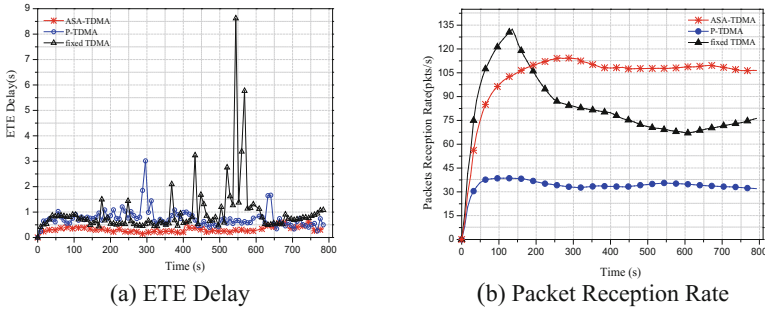 ASA-TDMA
P-TDMA
fixed TDMA
9
8
7
6
5
4
3
2
1
0
ETE Delay(s)
0 100 200 300 400 500 600 700 800
Time (s)
(a) ETE Delay
ASA-TDMA
P-TDMA
fixed TDMA
135
120
105
90
75
60
45
30
15
0
Packets Reception Rate(pkts/s)
0 100 200 300 400 500 600 700
Time (s)
(b) Packet Reception Rate